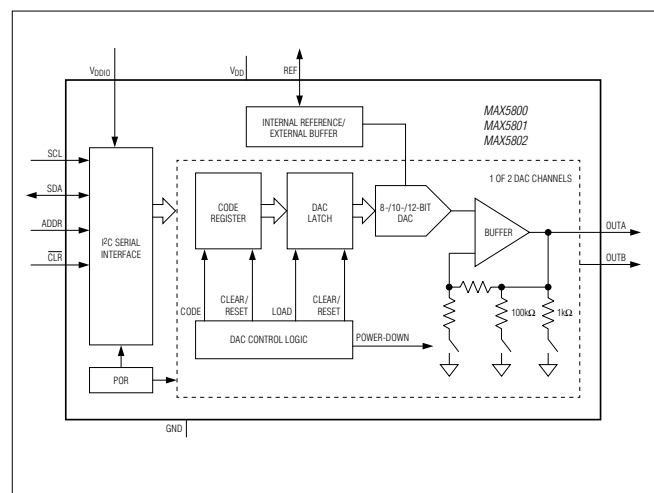 VDDIO
VDD
REF
INTERNAL REFERENCE/
EXTERNAL BUFFER
MAX5800
MAX5801
MAX5802
SCL
SDA
ADDR
CLR
I2C SERIAL
INTERFACE
POR
1 OF 2 DAC CHANNELS
CODE
REGISTER
DAC
LATCH
8-/10-/12-BIT
DAC
BUFFER
OUTA
OUTB
CODE
CLEAR/
RESET
LOAD
CLEAR/
RESET
100kΩ
1kΩ
DAC CONTROL LOGIC
POWER-DOWN
GND